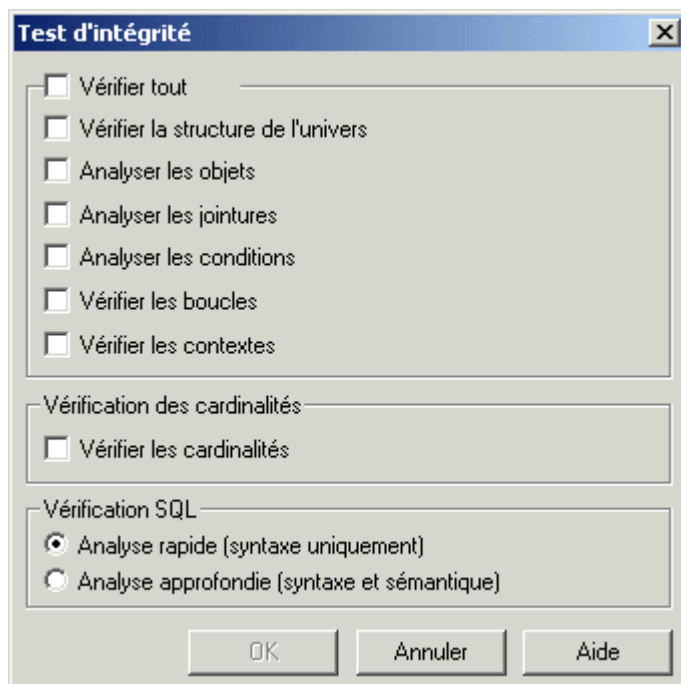 Test d'intégrité
Vérifier tout
Vérifier la structure de l'univers
Analyser les objets
Analyser les jointures
Analyser les conditions
Vérifier les boucles
Vérifier les contextes
Vérification des cardinalités
Vérifier les cardinalités
Vérification SQL
Analyse rapide (syntaxe uniquement)
Analyse approfondie (syntaxe et sémantique)
OK Annuler Aide